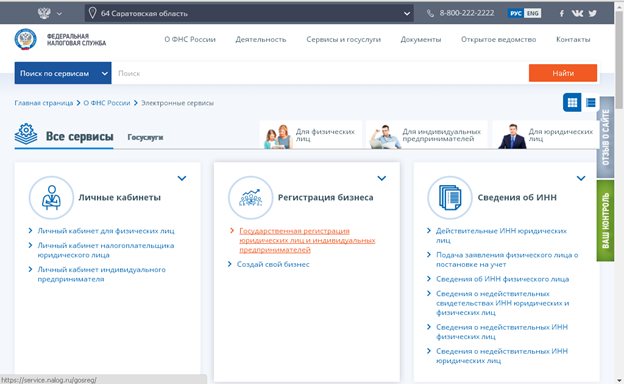 64 Саратовская область
8-800-222-2222
РУС ENG
ФЕДЕРАЛЬНАЯ
НАЛОГОВАЯ СЛУЖБА
О ФНС России Деятельность Сервисы и госуслуги Документы Открытое ведомство Контакты
Поиск по сервисам Поиск Найти
Главная страница > О ФНС России > Электронные сервисы
Все сервисы Госуслуги
Для физических
лиц
Для индивидуальных
предпринимателей
Для юридических
лиц
ОТЗЫВ О САЙТЕ
ВАШ КОНТРОЛЬ
Личные кабинеты
Личный кабинет для физических лиц
Личный кабинет налогоплательщика
юридического лица
Личный кабинет индивидуального
предпринимателя
Регистрация бизнеса
Государственная регистрация
юридических лиц и индивидуальных
предпринимателей
Создай свой бизнес
Сведения об ИНН
Действительные ИНН юридических
лиц
Подача заявления физического лица о
постановке на учет
Сведения об ИНН физического лица
Сведения о недействительных
свидетельствах ИНН юридических и
физических лиц
Сведения о недействительных ИНН
физических лиц
Сведения о недействительных ИНН
юридических лиц
https://service.nalog.ru/gosreg/